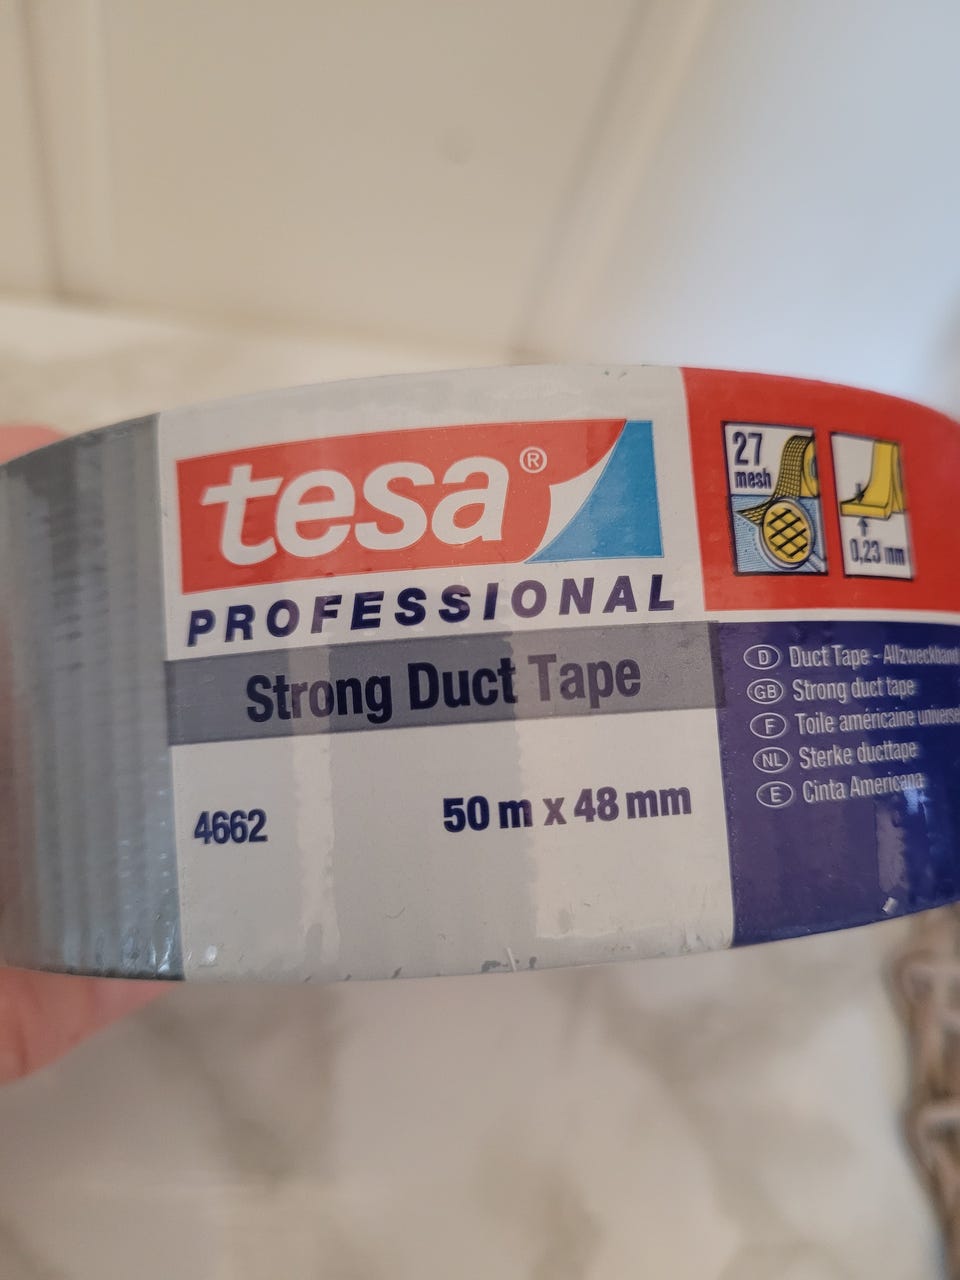 tesa®
PROFESSIONAL
Strong Duct Tape
4662
50 m x 48 mm
27
mesh
0,23 mm
D Duct Tape - Allzweckband
GB Strong duct tape
F Toile américaine
NL Sterke ducttape
E Cinta Americana